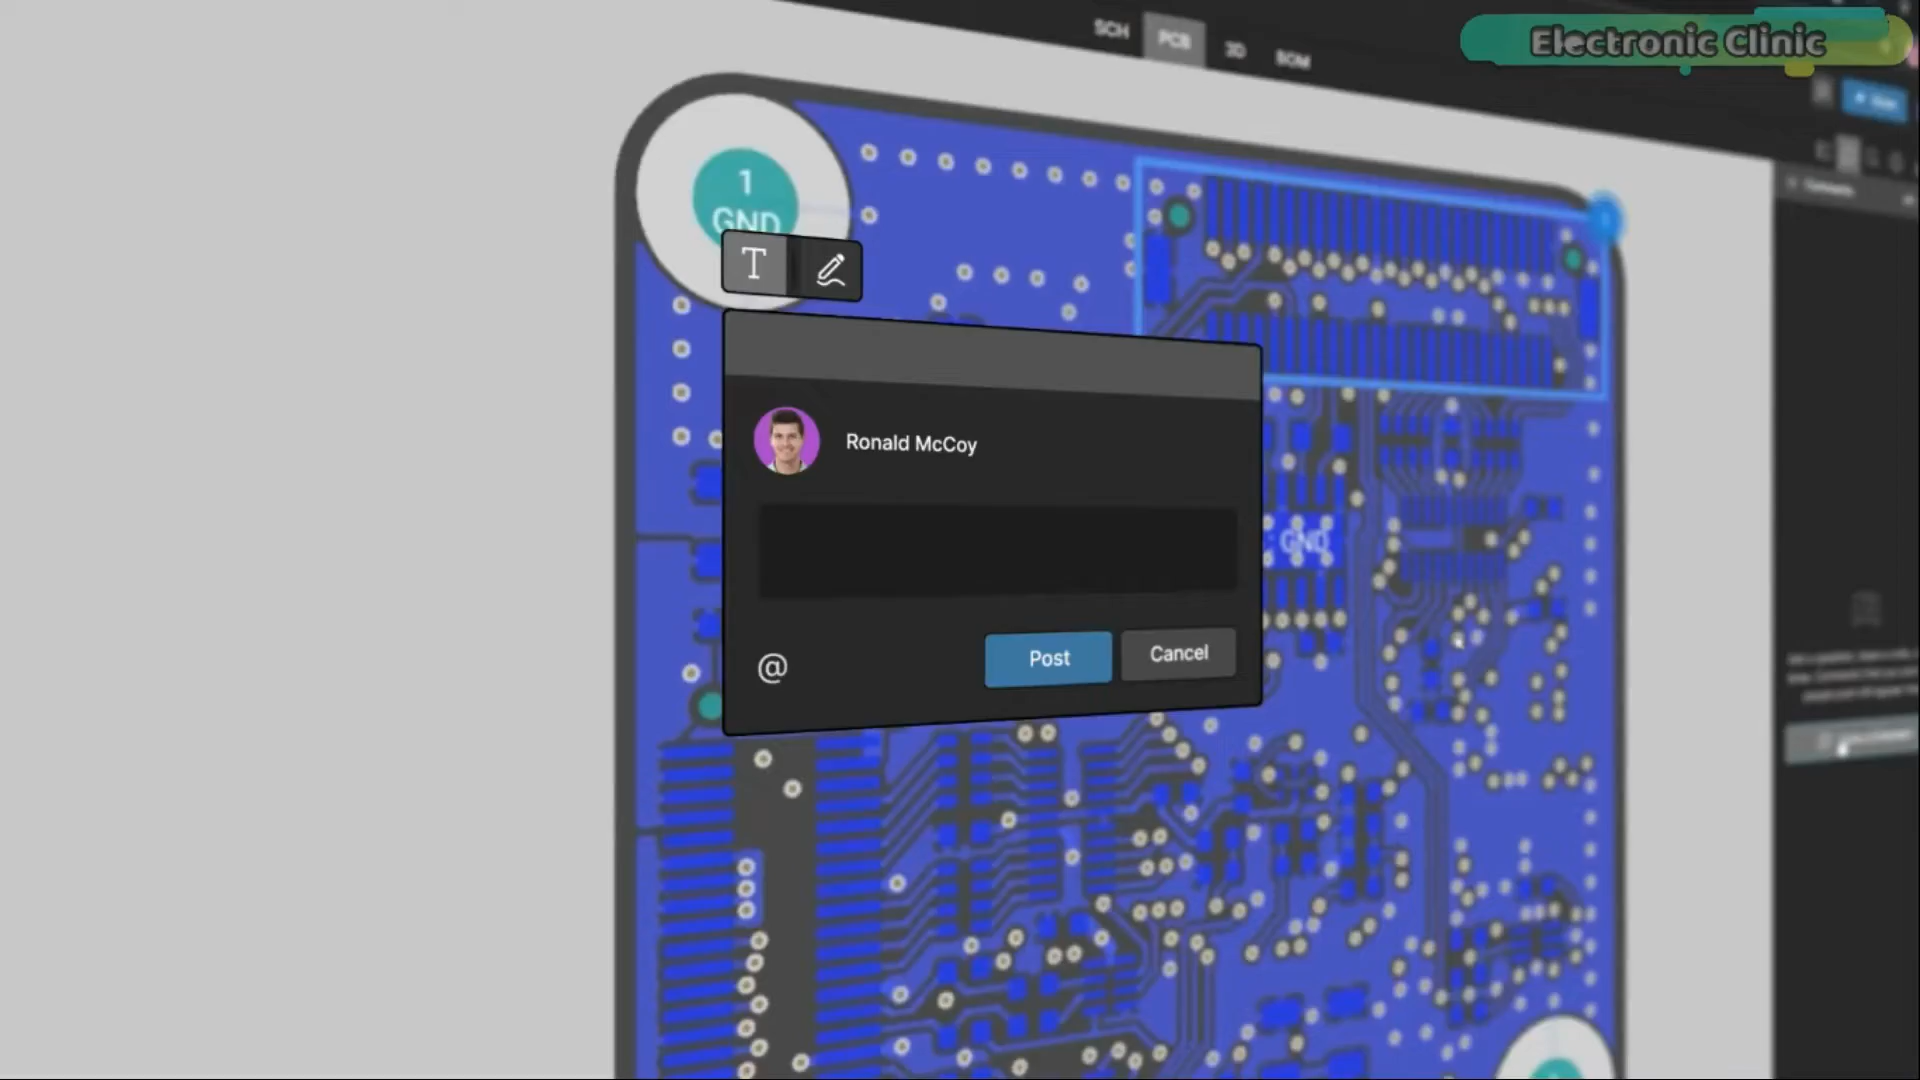 SCH
PCB
3D
BOM
Electronic Clinic
1
GND
T
Ronald McCoy
GND
@
Post
Cancel